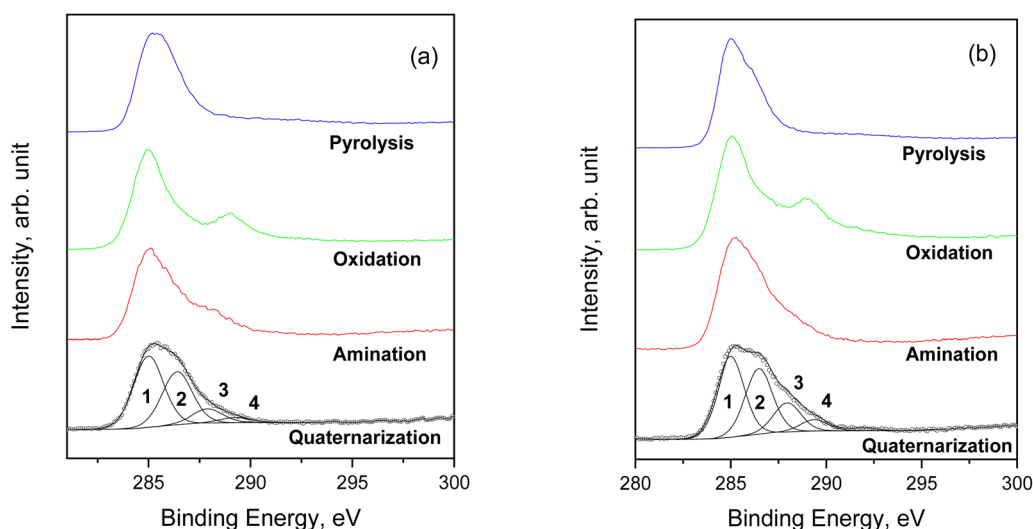 (a)
Pyrolysis
Oxidation
Amination
1
2
3
4
Quaternarization
285
290
295
300
Binding Energy, eV
Intensity, arb. unit
(b)
Pyrolysis
Oxidation
Amination
1
2
3
4
Quaternarization
280
285
290
295
300
Binding Energy, eV
Intensity, arb. unit